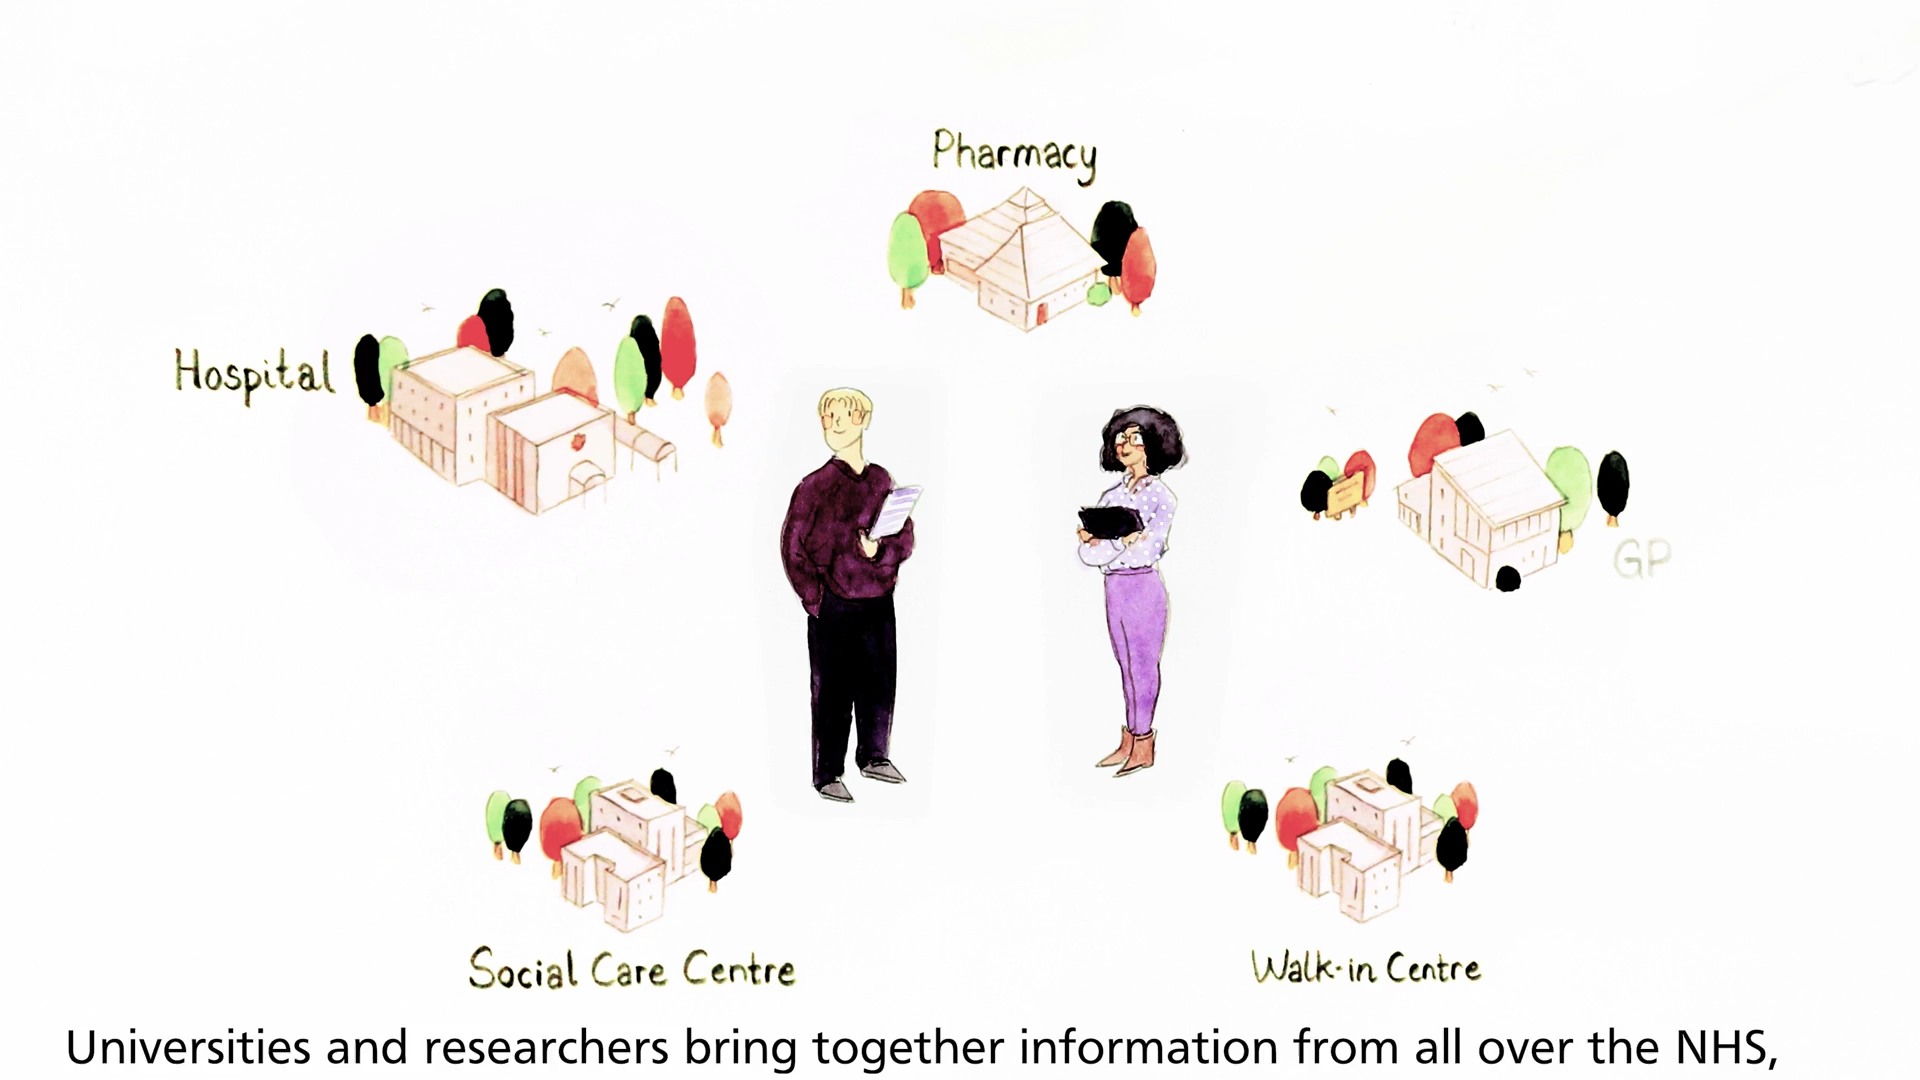 Pharmacy
Hospital
GP
Social Care Centre
Walk-in Centre
Universities and researchers bring together information from all over the NHS,